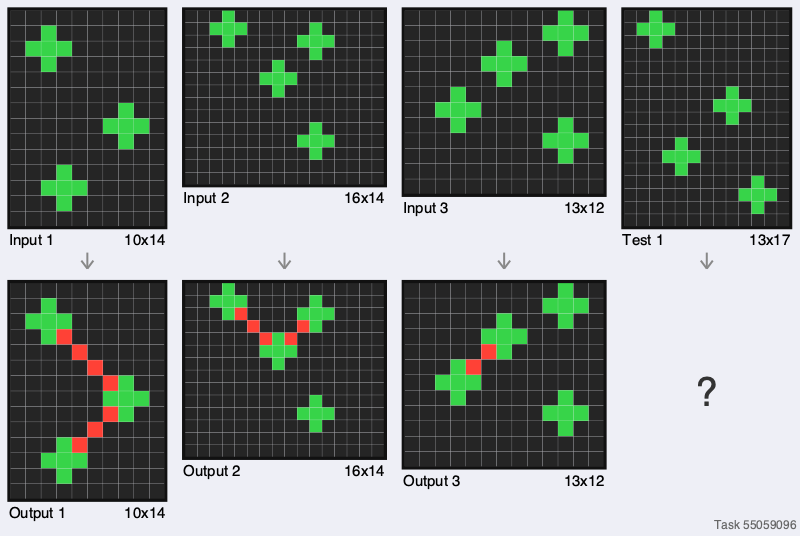 Input 1 10x14
Input 2 16x14
Input 3 13x12
Test 1 13x17
Output 1 10x14
Output 2 16x14
Output 3 13x12
?
Task 55059096